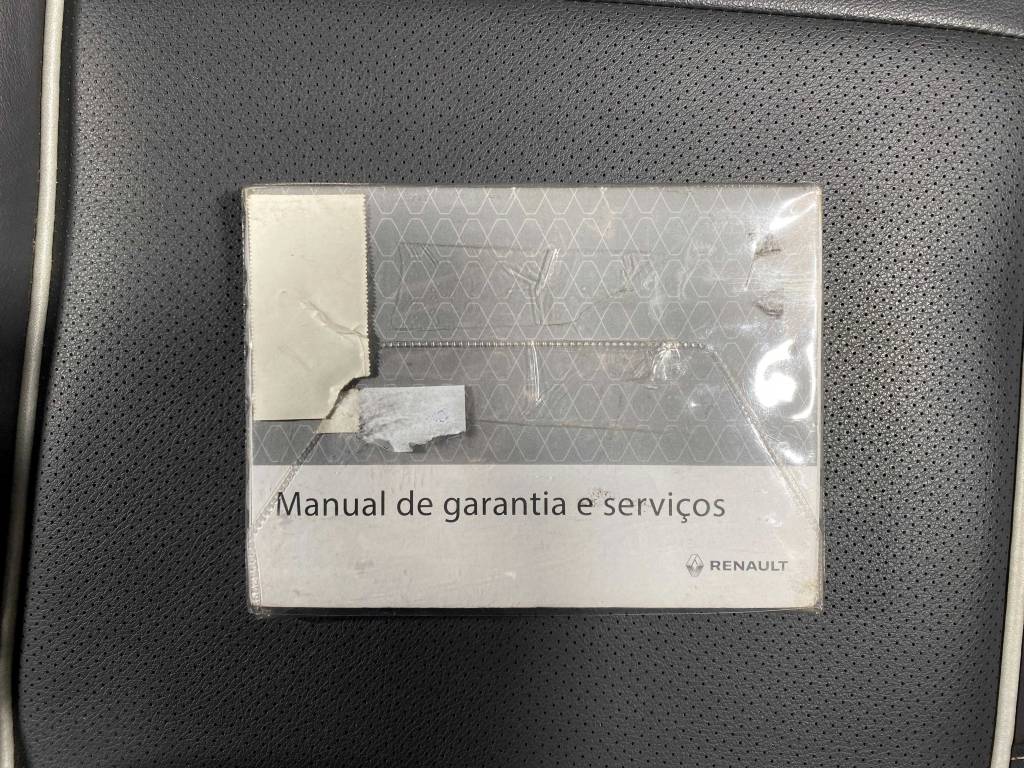 Manual de garantia e serviços
RENAULT